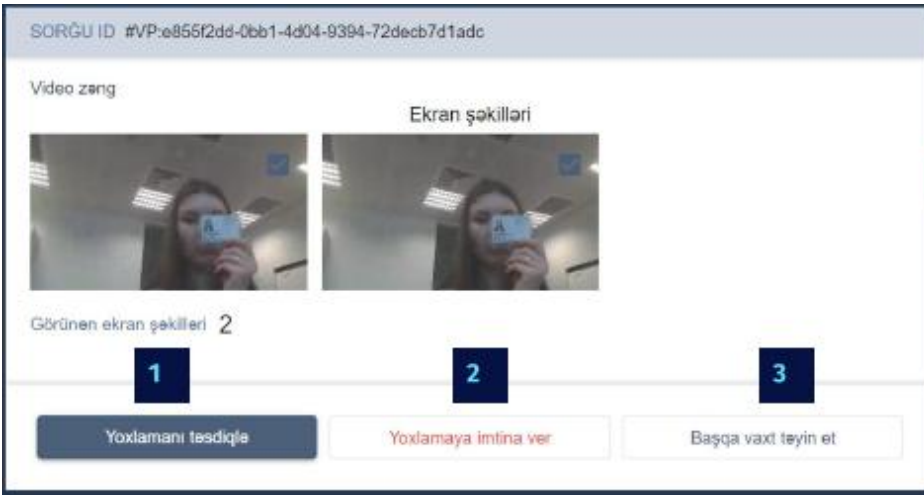 SORĞU ID #VP:e855f2dd-0bb1-4d04-9394-72decb7d1adc
Video zəng
Ekran şəkilləri
Görünən ekran şəkilləri 2
1 2 3
Yoxlamanı təsdiqlə Yoxlamaya imtina ver Başqa vaxt təyin et